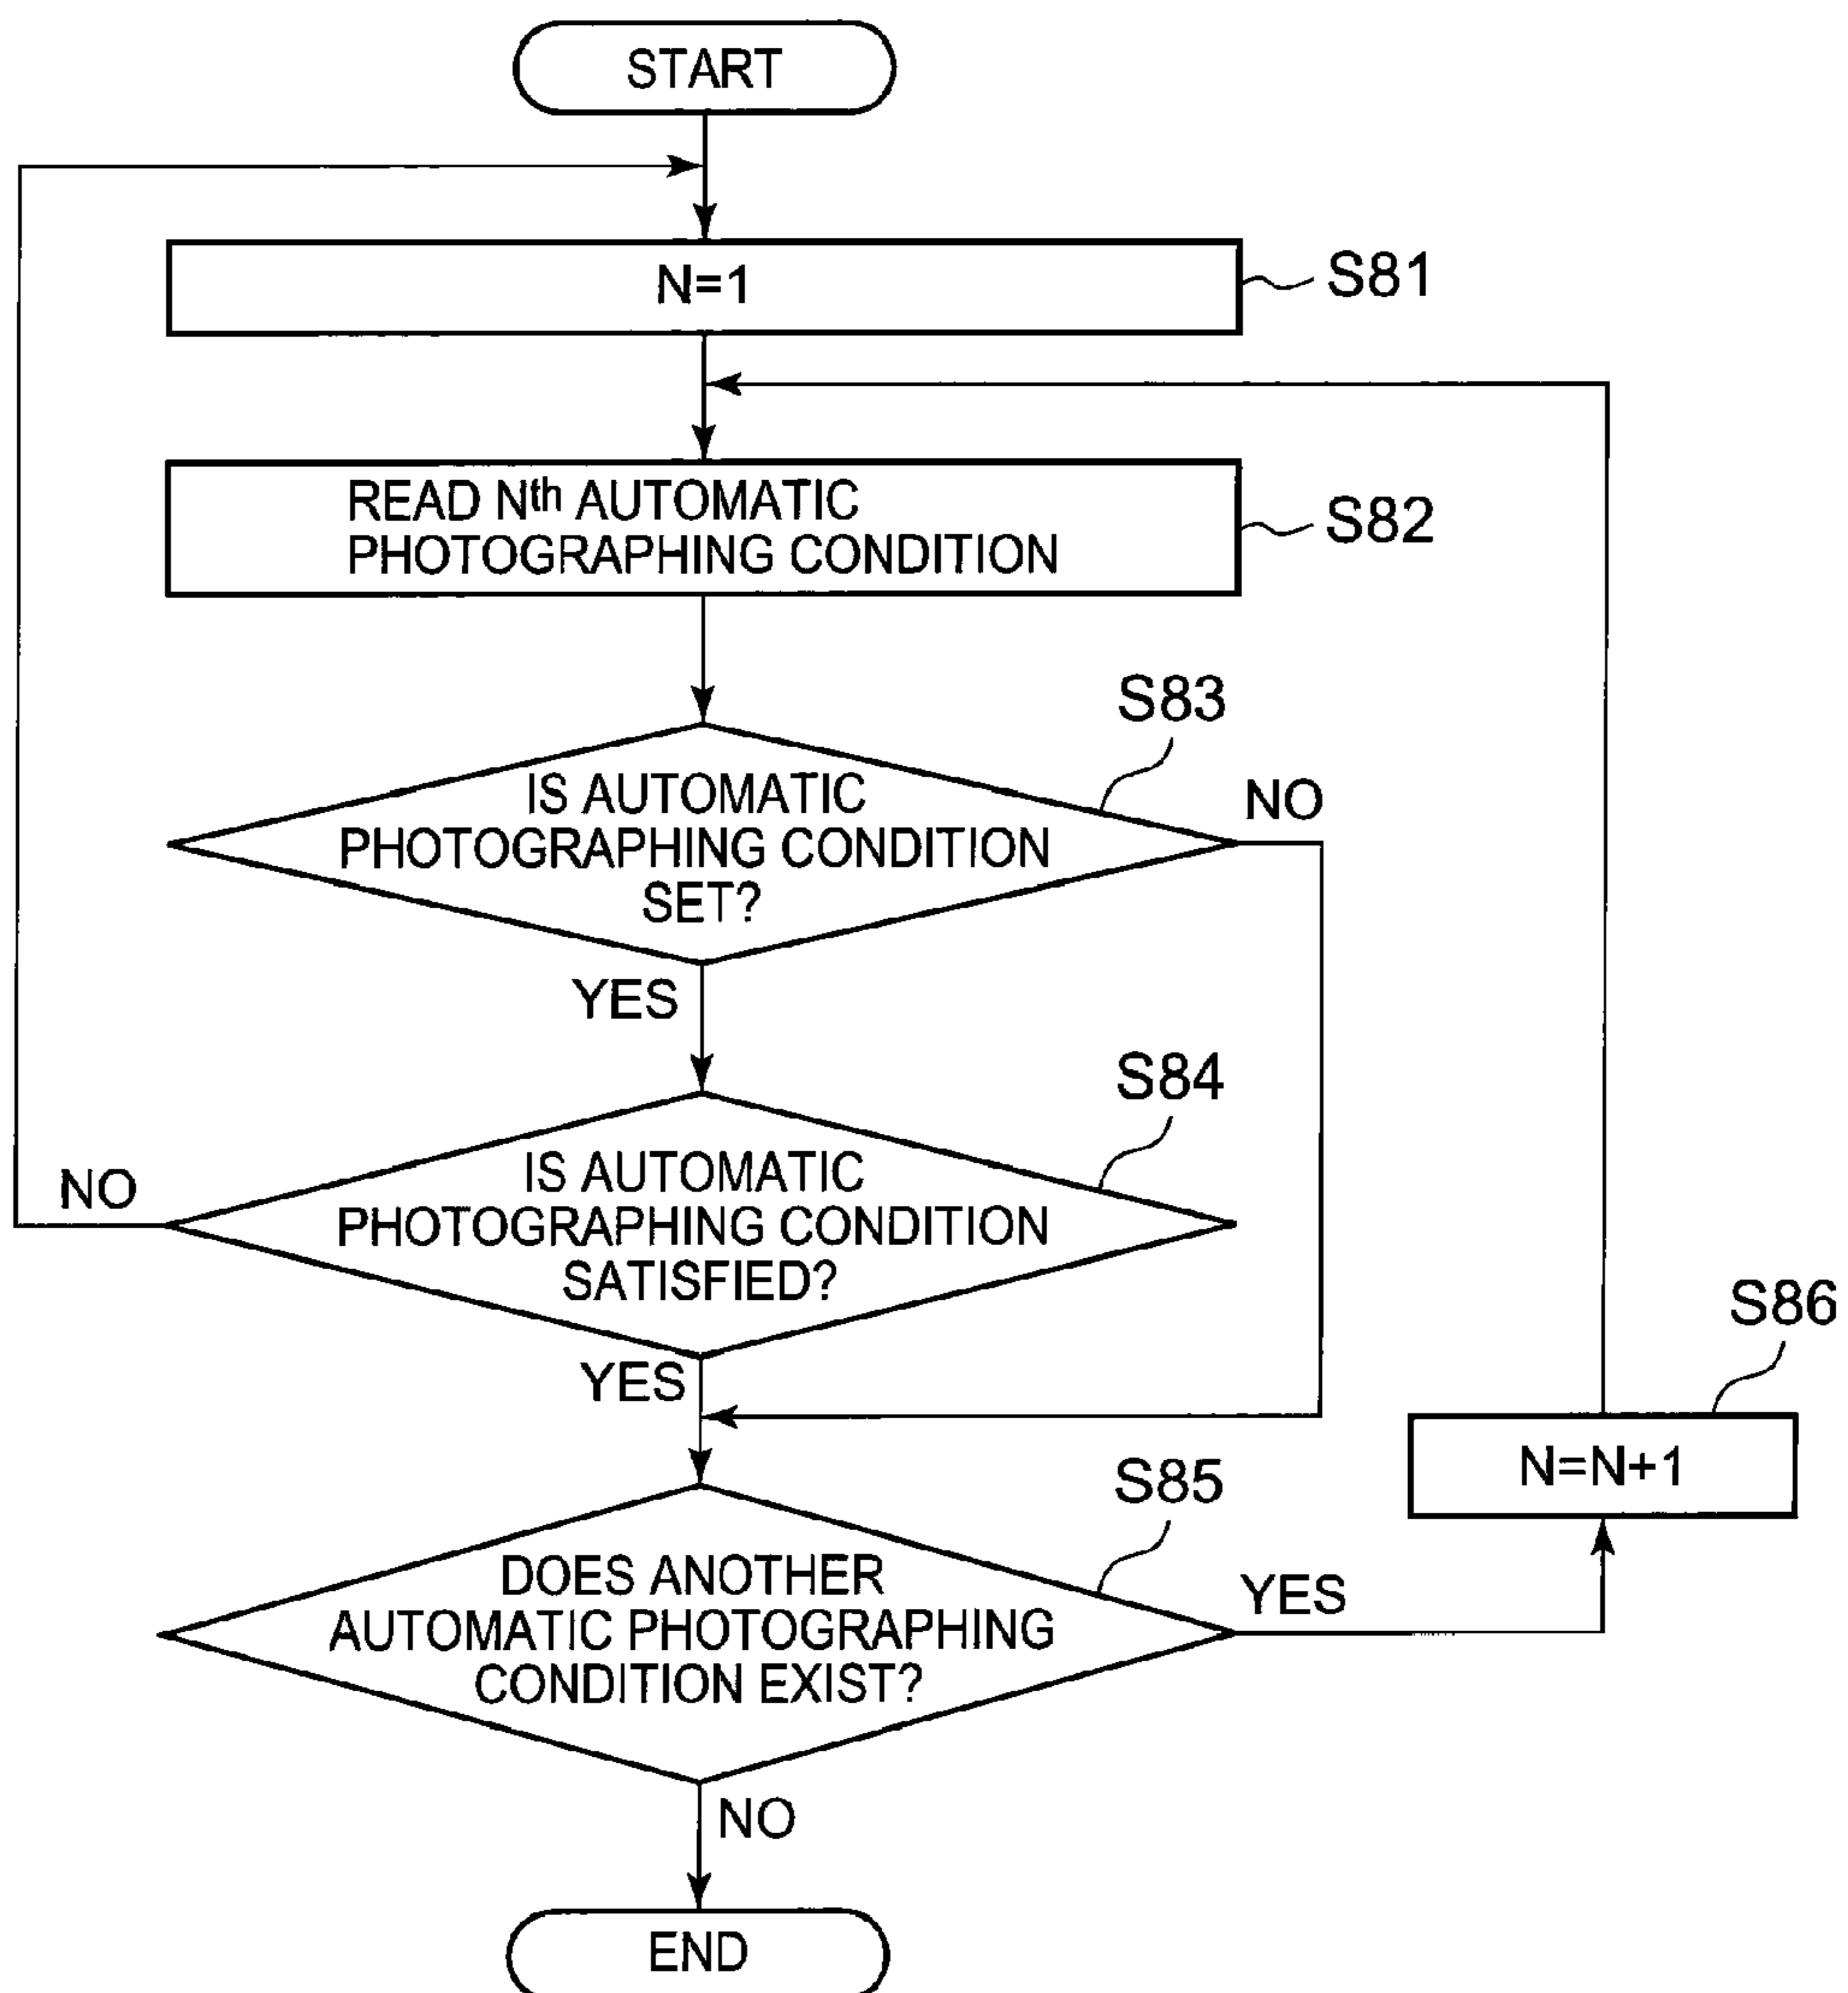 START
N=1
S81
READ Nth AUTOMATIC
PHOTOGRAPHING CONDITION
S82
S83
IS AUTOMATIC
PHOTOGRAPHING CONDITION
SET?
NO
YES
S84
IS AUTOMATIC
PHOTOGRAPHING CONDITION
SATISFIED?
NO
YES
S85
DOES ANOTHER
AUTOMATIC PHOTOGRAPHING
CONDITION EXIST?
YES
S86
N=N+1
NO
END